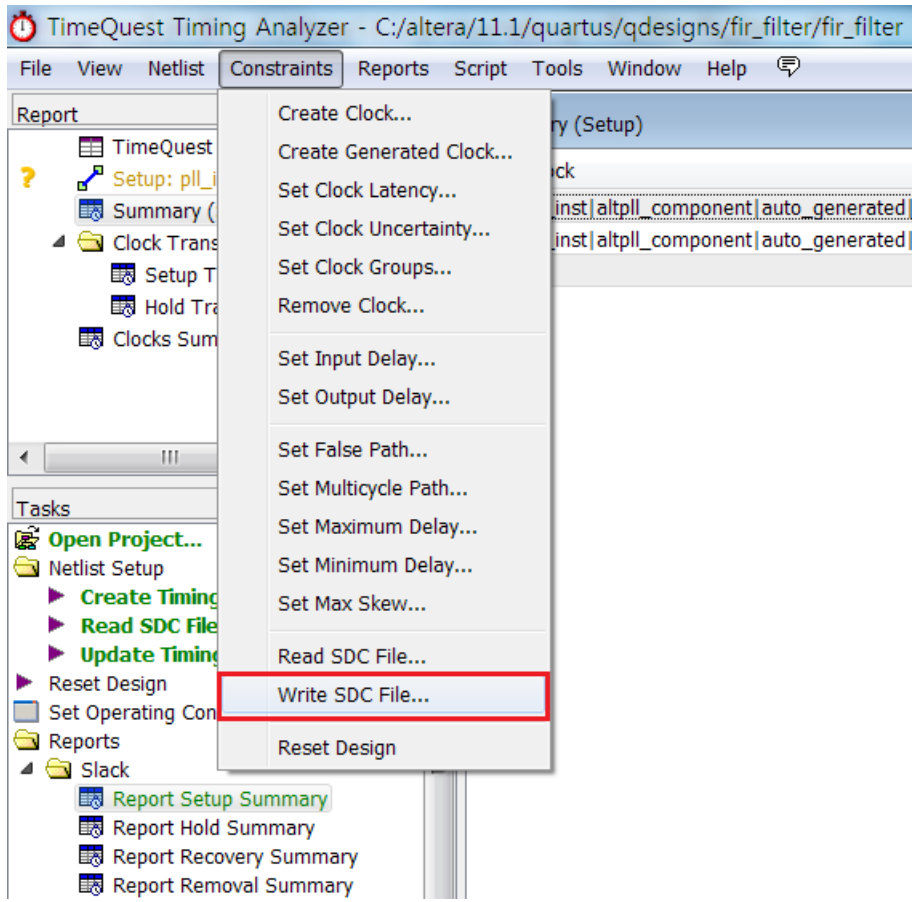 TimeQuest Timing Analyzer - C:/altera/11.1/quartus/qdesigns/fir_filter/fir_filter
File View Netlist Constraints Reports Script Tools Window Help
Report
TimeQuest
Setup: pll_i
Summary (
Clock Trans
Setup T
Hold Tra
Clocks Sum
Create Clock...
Create Generated Clock...
Set Clock Latency...
Set Clock Uncertainty...
Set Clock Groups...
Remove Clock...
Set Input Delay...
Set Output Delay...
Set False Path...
Set Multicycle Path...
Set Maximum Delay...
Set Minimum Delay...
Set Max Skew...
Read SDC File...
Write SDC File...
Reset Design
ry (Setup)
ock
_inst|altpll_component|auto_generated|
_inst|altpll_component|auto_generated|
Tasks
Open Project...
Netlist Setup
Create Timing
Read SDC File
Update Timing
Reset Design
Set Operating Con
Reports
Slack
Report Setup Summary
Report Hold Summary
Report Recovery Summary
Report Removal Summary